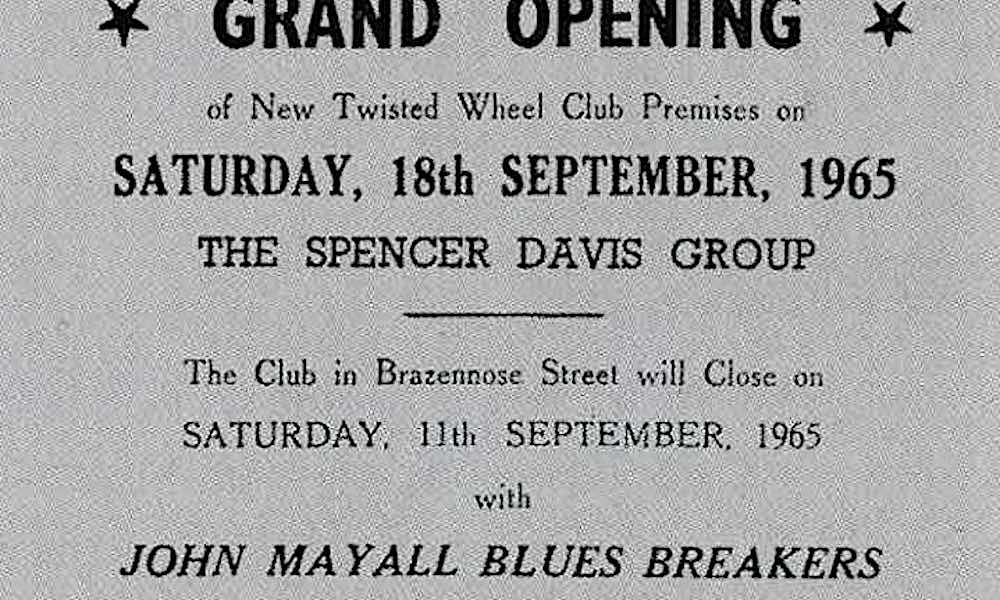 GRAND OPENING
of New Twisted Wheel Club Premises on
SATURDAY, 18th SEPTEMBER, 1965
THE SPENCER DAVIS GROUP
The Club in Brazennose Street will Close on
SATURDAY, 11th SEPTEMBER, 1965
with
JOHN MAYALL BLUES BREAKERS